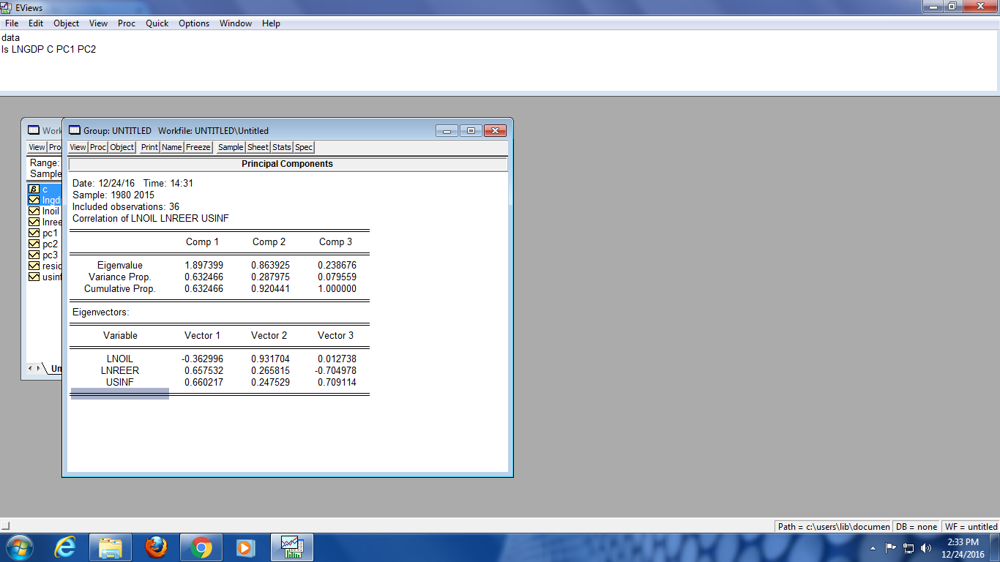 EViews
File Edit Object View Proc Quick Options Window Help
data
ls LNGDP C PC1 PC2
Work
View Pro
Range:
Sample
β c
lngd
lnoil
lnree
pc1
pc2
pc3
resid
usinf
Un
Group: UNTITLED Workfile: UNTITLED\Untitled
View Proc Object Print Name Freeze Sample Sheet Stats Spec
Principal Components
Date: 12/24/16 Time: 14:31
Sample: 1980 2015
Included observations: 36
Correlation of LNOIL LNREER USINF
Comp 1 Comp 2 Comp 3
Eigenvalue 1.897399 0.863925 0.238676
Variance Prop. 0.632466 0.287975 0.079559
Cumulative Prop. 0.632466 0.920441 1.000000
Eigenvectors:
Variable Vector 1 Vector 2 Vector 3
LNOIL -0.362996 0.931704 0.012738
LNREER 0.657532 0.265815 -0.704978
USINF 0.660217 0.247529 0.709114
Path = c:\users\lib\documen DB = none WF = untitled
2:33 PM
12/24/2016